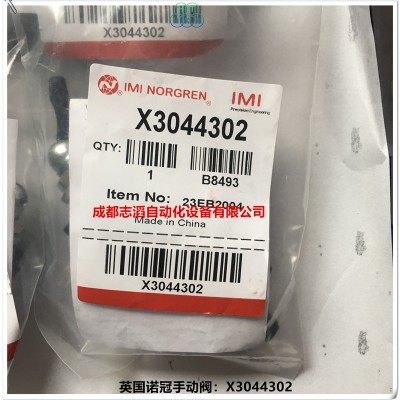 X3044302
IMI NORGREN
IMI
Precision Engineering
X3044302
QTY:
1 B8493
Item No: 23EB2004
成都志滔自动化设备有限公司
Made in China
X3044302
英国诺冠手动阀：X3044302